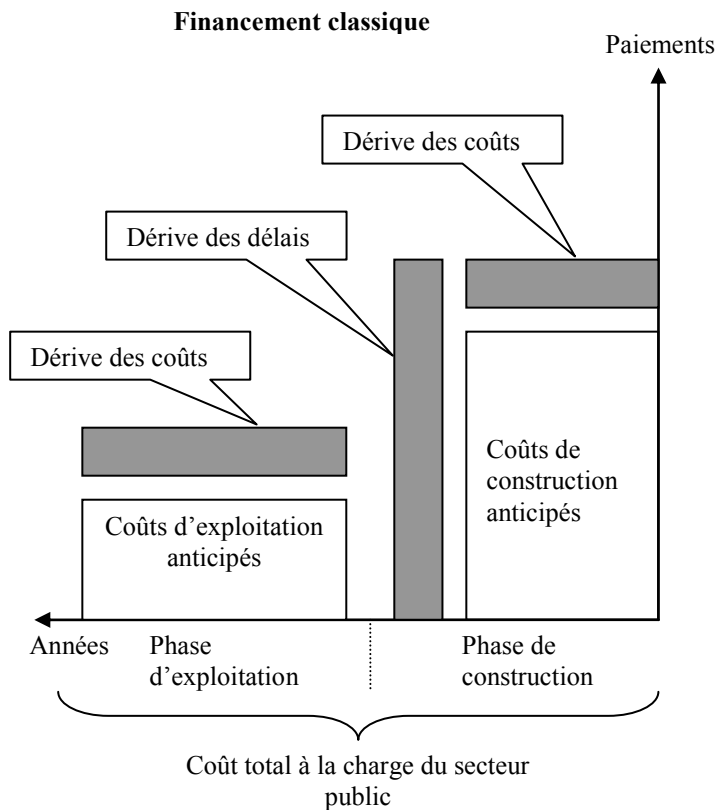 Financement classique
Paiements
Dérive des coûts
Dérive des délais
Dérive des coûts
Coûts de
construction
anticipés
Coûts d'exploitation
anticipés
Années
Phase
d'exploitation
Phase de
construction
Coût total à la charge du secteur
public